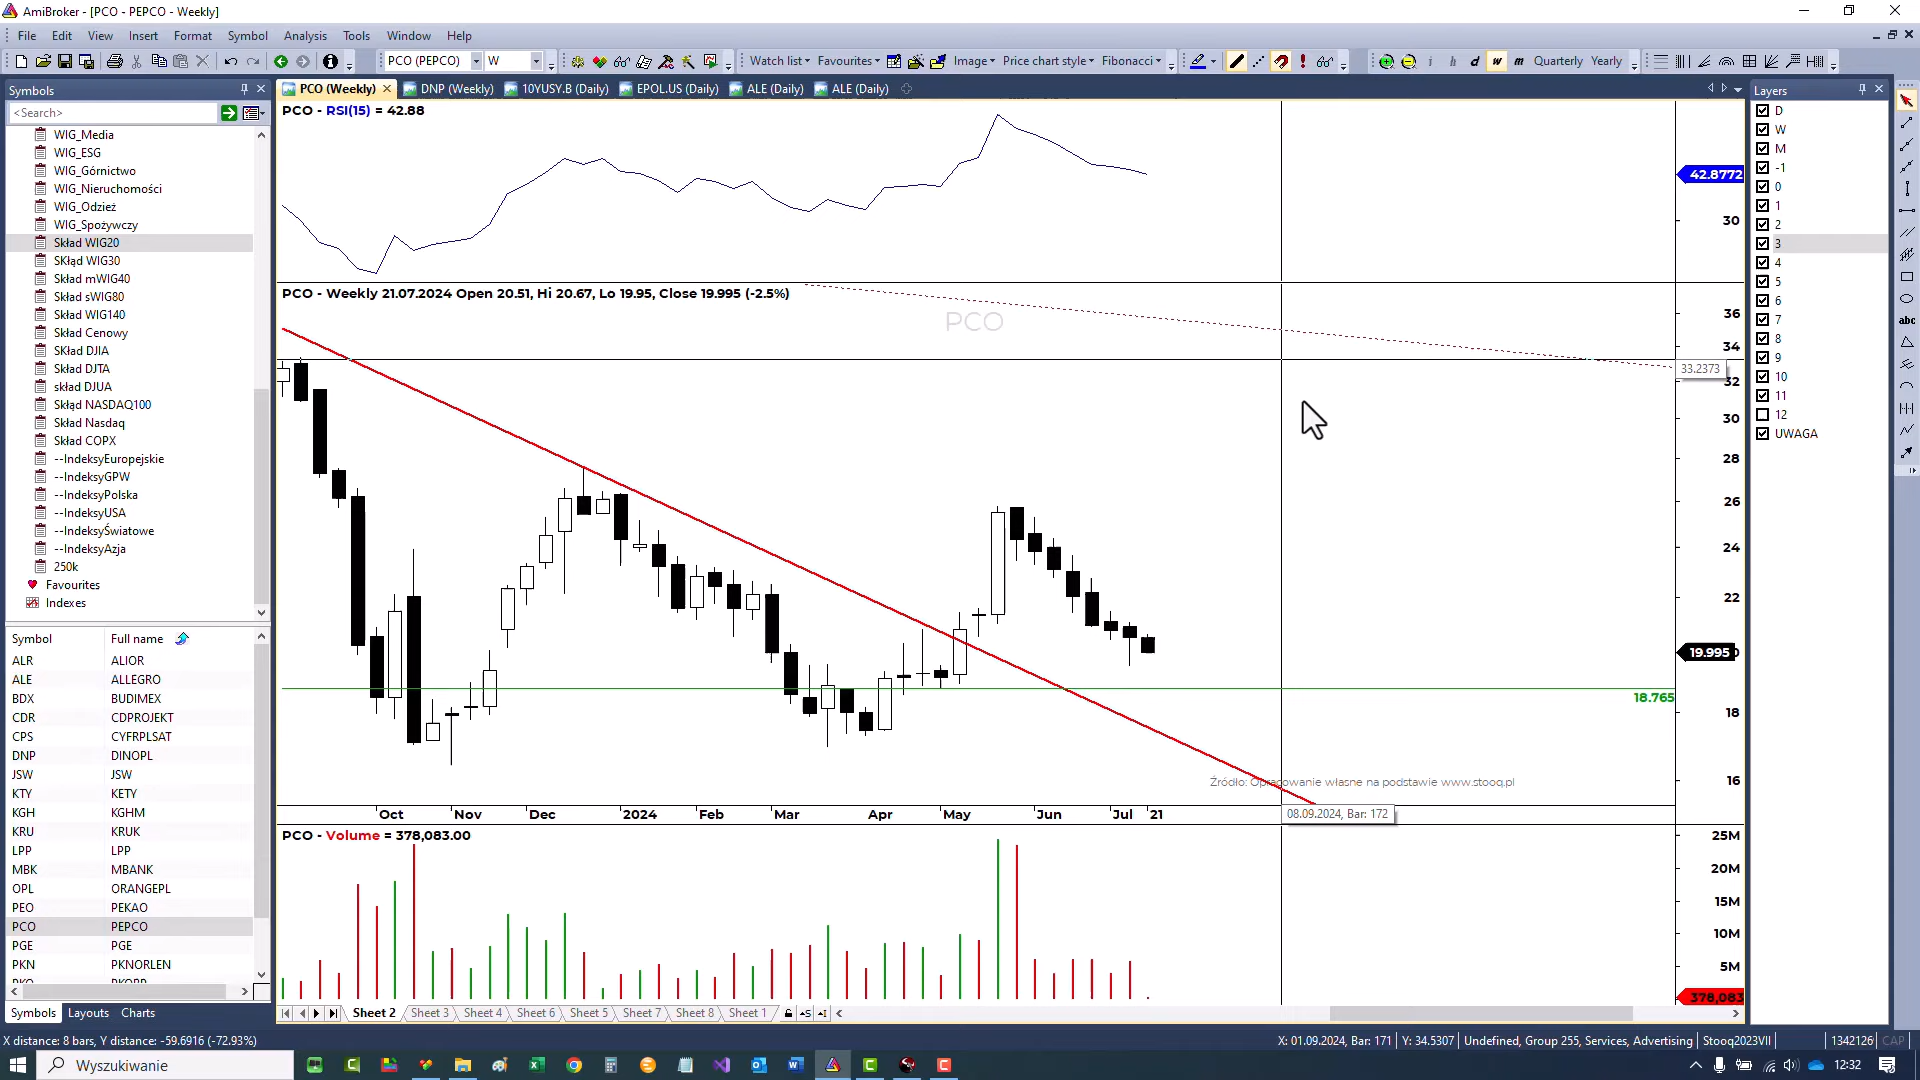 AmiBroker - [PCO - PEPCO - Weekly]
File Edit View Insert Format Symbol Analysis Tools Window Help
PCO (PEPCO) W Watch list Favourites Image Price chart style Fibonacci i h d w m Quarterly Yearly
Symbols
<Search>
WIG_Media
WIG_ESG
WIG_Górnictwo
WIG_Nieruchomości
WIG_Odzież
WIG_Spożywczy
Skład WIG20
SKłąd WIG30
Skład mWIG40
Skład sWIG80
Skład WIG140
Skład Cenowy
SKład DJIA
Skład DJTA
skład DJUA
Skłąd NASDAQ100
Skład Nasdaq
Skład COPX
--IndeksyEuropejskie
--IndeksyGPW
--IndeksyPolska
--IndeksyUSA
--IndeksyŚwiatowe
--IndeksyAzja
250k
Favourites
Indexes
Symbol Full name
ALR ALIOR
ALE ALLEGRO
BDX BUDIMEX
CDR CDPROJEKT
CPS CYFRPLSAT
DNP DINOPL
JSW JSW
KTY KETY
KGH KGHM
KRU KRUK
LPP LPP
MBK MBANK
OPL ORANGEPL
PEO PEKAO
PCO PEPCO
PGE PGE
PKN PKNORLEN
Symbols Layouts Charts
PCO (Weekly) DNP (Weekly) 10YUSY.B (Daily) EPOL.US (Daily) ALE (Daily) ALE (Daily)
PCO - RSI(15) = 42.88
42.8772
30
PCO - Weekly 21.07.2024 Open 20.51, Hi 20.67, Lo 19.95, Close 19.995 (-2.5%)
PCO
36
34
33.2373
32
30
28
26
24
22
19.995
18.765
18
16
Źródło: Opracowanie własne na podstawie www.stooq.pl
Oct Nov Dec 2024 Feb Mar Apr May Jun Jul 21
08.09.2024, Bar: 172
PCO - Volume = 378,083.00
25M
20M
15M
10M
5M
378,083
Sheet 2 Sheet 3 Sheet 4 Sheet 6 Sheet 5 Sheet 7 Sheet 8 Sheet 1
Layers
D
W
M
-1
0
1
2
3
4
5
6
7
8
9
10
11
12
UWAGA
abc
X distance: 8 bars, Y distance: -59.6916 (-72.93%) X: 01.09.2024, Bar: 171 Y: 34.5307 Undefined, Group 255, Services, Advertising Stooq2023VII 1342126 CAP
Wyszukiwanie 12:32